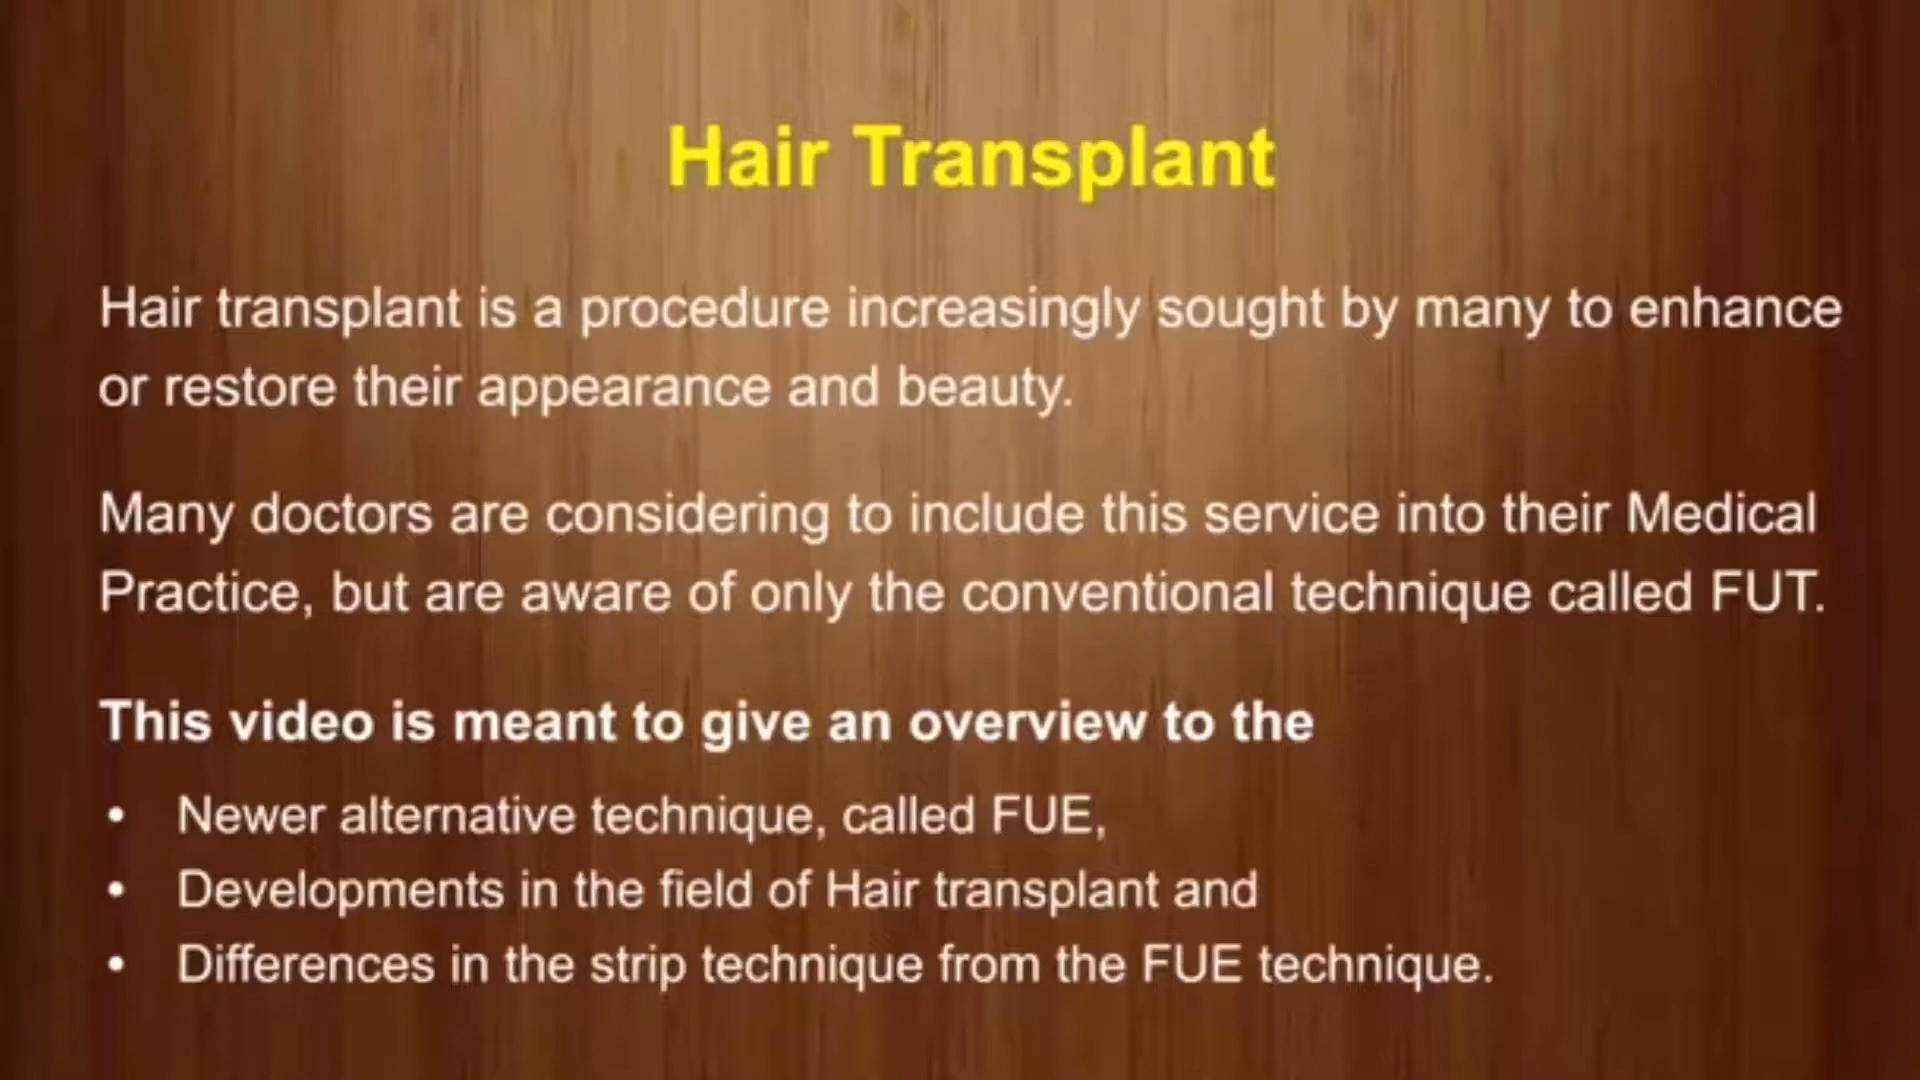 Hair Transplant
Hair transplant is a procedure increasingly sought by many to enhance
or restore their appearance and beauty.
Many doctors are considering to include this service into their Medical
Practice, but are aware of only the conventional technique called FUT.
This video is meant to give an overview to the
• Newer alternative technique, called FUE,
• Developments in the field of Hair transplant and
• Differences in the strip technique from the FUE technique.